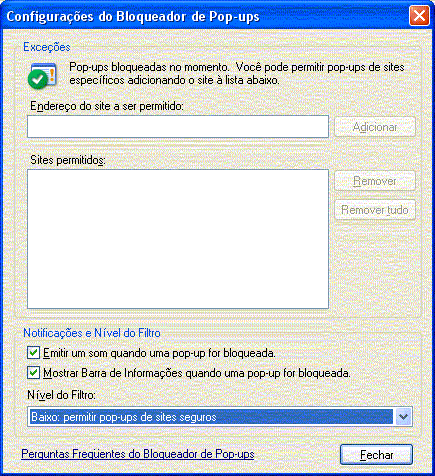 Configurações do Bloqueador de Pop-ups
Exceções
Pop-ups bloqueadas no momento. Você pode permitir pop-ups de sites
específicos adicionando o site à lista abaixo.
Endereço do site a ser permitido:
Adicionar
Sites permitidos:
Remover
Remover tudo
Notificações e Nível do Filtro
Emitir um som quando uma pop-up for bloqueada.
Mostrar Barra de Informações quando uma pop-up for bloqueada.
Nível do Filtro:
Baixo: permitir pop-ups de sites seguros
Perguntas Freqüentes do Bloqueador de Pop-ups
Fechar